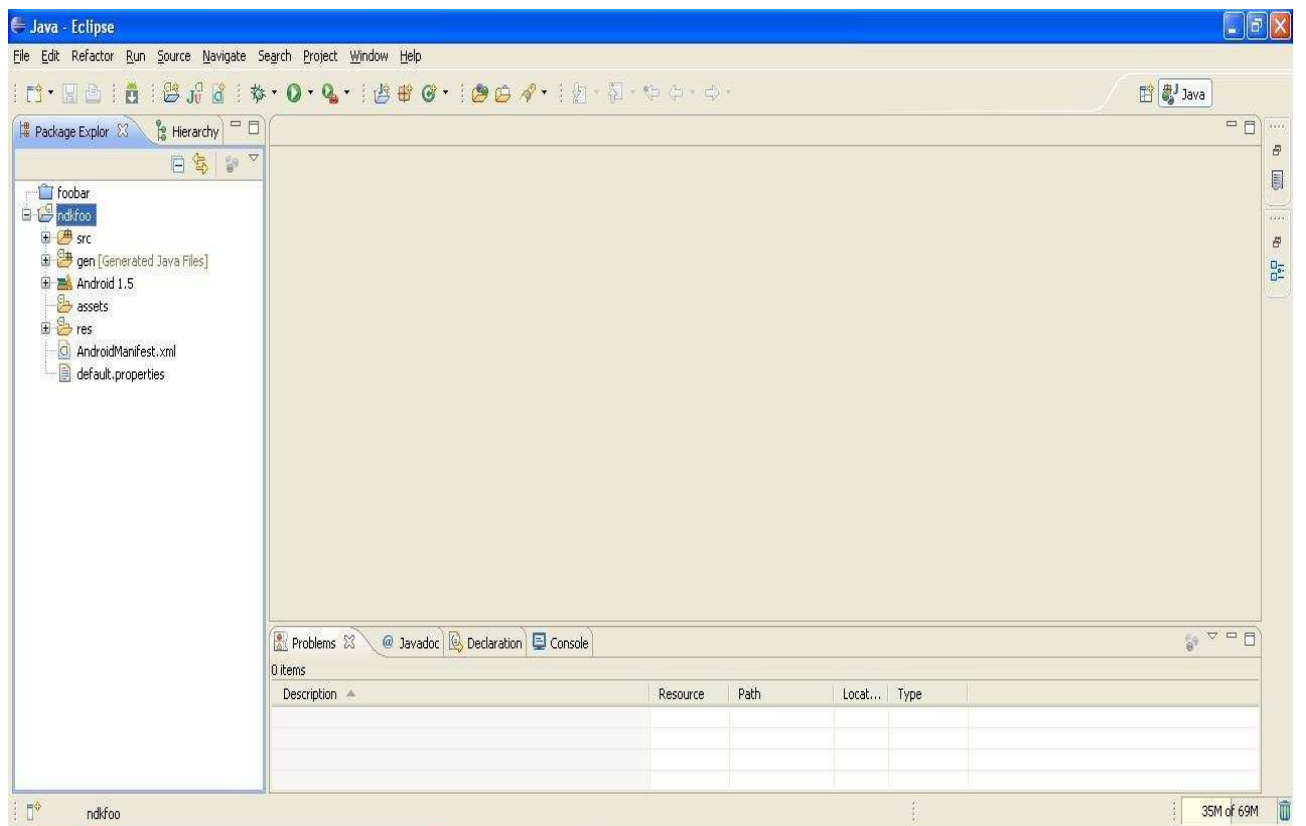 Java - Eclipse
File Edit Refactor Run Source Navigate Search Project Window Help
Java
Package Explor Hierarchy
foobar
ndkfoo
src
gen [Generated Java Files]
Android 1.5
assets
res
AndroidManifest.xml
default.properties
Problems @ Javadoc Declaration Console
0 items
Description Resource Path Locat... Type
ndkfoo 35M of 69M